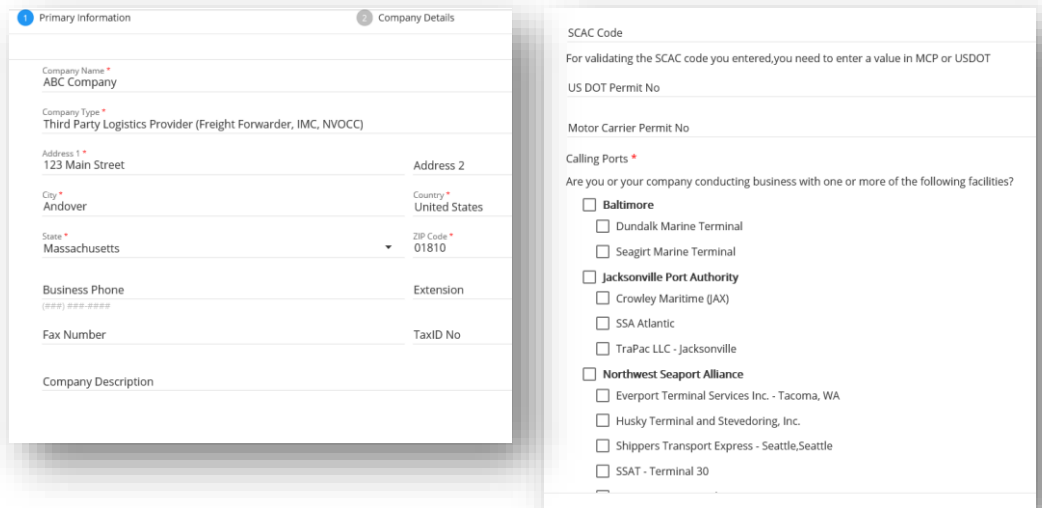 1 Primary Information
2 Company Details
Company Name *
ABC Company
Company Type *
Third Party Logistics Provider (Freight Forwarder, IMC, NVOCC)
Address 1 *
123 Main Street
Address 2
City *
Andover
Country *
United States
State *
Massachusetts
ZIP Code *
01810
Business Phone
Extension
(###) ###-####
Fax Number
TaxID No
Company Description
SCAC Code
For validating the SCAC code you entered,you need to enter a value in MCP or USDOT
US DOT Permit No
Motor Carrier Permit No
Calling Ports *
Are you or your company conducting business with one or more of the following facilities?
Baltimore
Dundalk Marine Terminal
Seagirt Marine Terminal
Jacksonville Port Authority
Crowley Maritime (JAX)
SSA Atlantic
TraPac LLC - Jacksonville
Northwest Seaport Alliance
Everport Terminal Services Inc. - Tacoma, WA
Husky Terminal and Stevedoring, Inc.
Shippers Transport Express - Seattle,Seattle
SSAT - Terminal 30